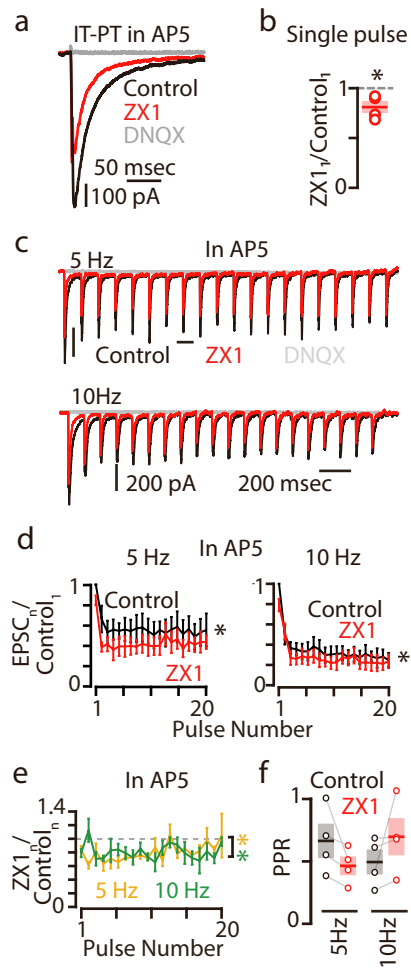 a
IT-PT in AP5
Control
ZX1
DNQX
50 msec
100 pA
b
Single pulse
ZX1₁/Control₁
1
0
*
c
In AP5
5 Hz
Control ZX1 DNQX
10Hz
200 pA 200 msec
d
In AP5
5 Hz 10 Hz
EPSCₙ/
Control₁
1
0
Control
ZX1
*
1 20
1
0
Control
ZX1
*
1 20
Pulse Number
e
In AP5
ZX1ₙ/
Controlₙ
1.4
0
5 Hz 10 Hz
*
*
1 20
Pulse Number
f
Control
ZX1
PPR
1
0
5Hz
10Hz